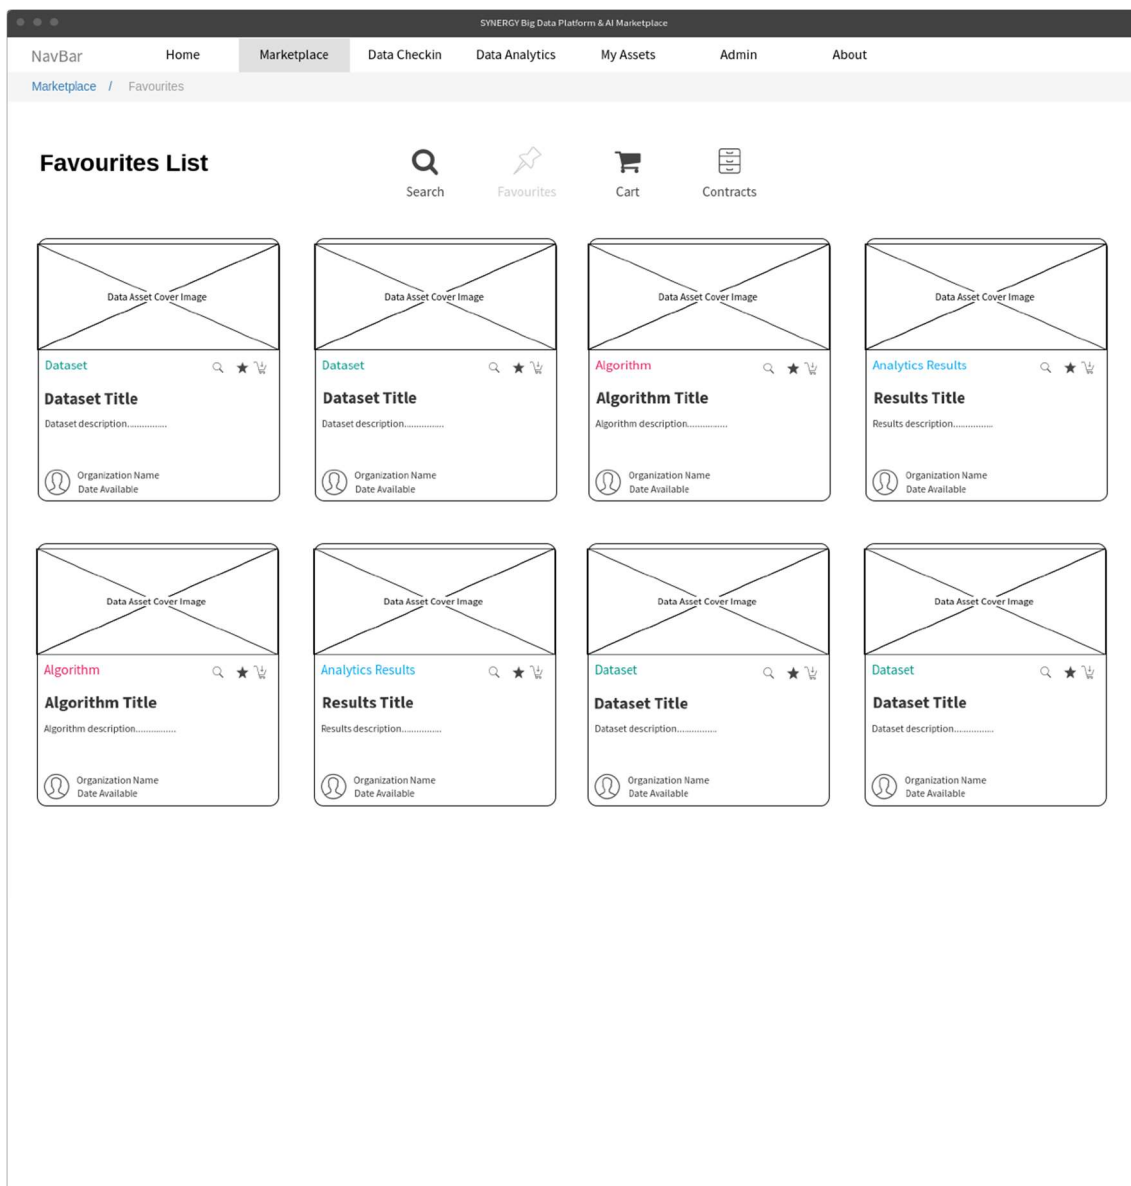 SYNERGY Big Data Platform & AI Marketplace
NavBar Home Marketplace Data Checkin Data Analytics My Assets Admin About
Marketplace / Favourites
Favourites List
Search Favourites Cart Contracts
Data Asset Cover Image Data Asset Cover Image Data Asset Cover Image Data Asset Cover Image
Dataset Dataset Algorithm Analytics Results
Dataset Title Dataset Title Algorithm Title Results Title
Dataset description................ Dataset description................ Algorithm description................ Results description................
Organization Name Organization Name Organization Name Organization Name
Date Available Date Available Date Available Date Available
Data Asset Cover Image Data Asset Cover Image Data Asset Cover Image Data Asset Cover Image
Algorithm Analytics Results Dataset Dataset
Algorithm Title Results Title Dataset Title Dataset Title
Algorithm description................ Results description................ Dataset description................ Dataset description................
Organization Name Organization Name Organization Name Organization Name
Date Available Date Available Date Available Date Available